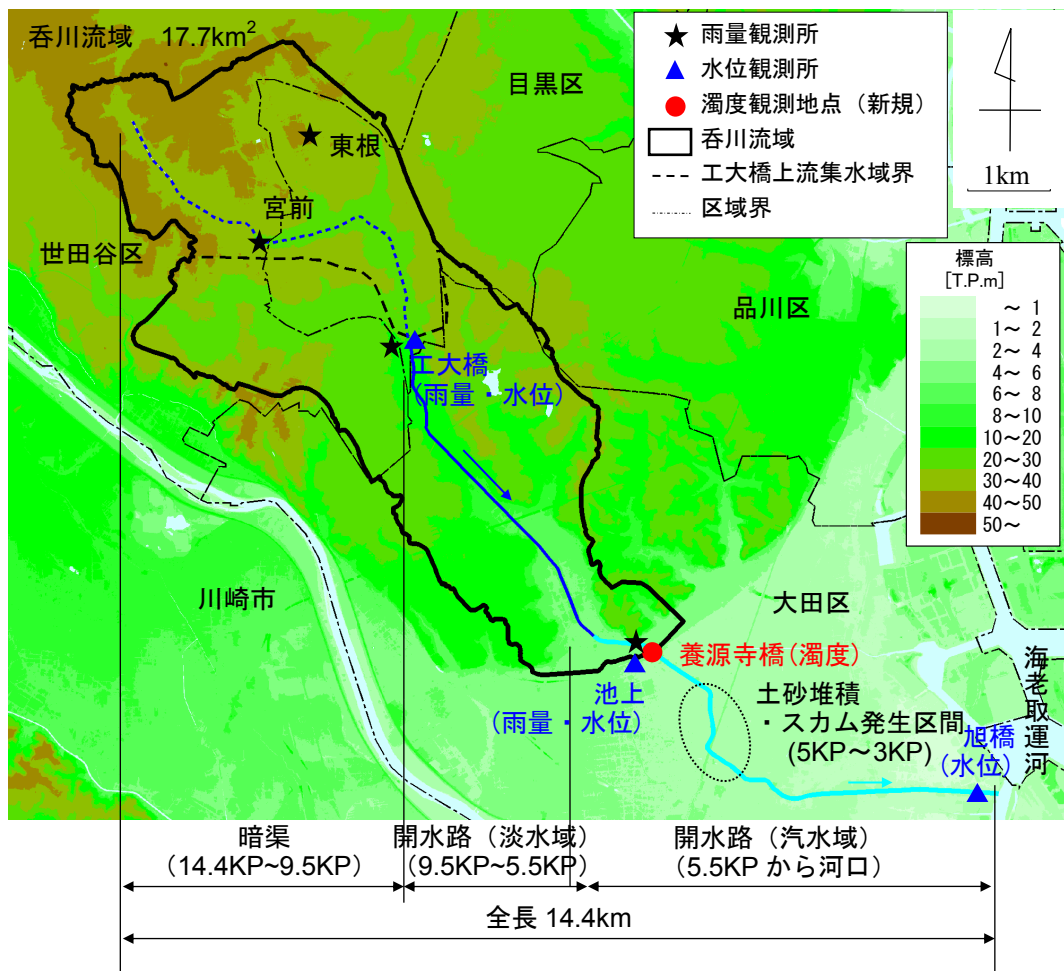 呑川流域 17.7km²
雨量観測所
水位観測所
濁度観測地点（新規）
呑川流域
工大橋上流集水域界
区域界
1km
目黒区
東根
宮前
世田谷区
標高
[T.P.m]
～ 1
1～ 2
2～ 4
4～ 6
6～ 8
8～10
10～20
20～30
30～40
40～50
50～
品川区
工大橋
（雨量・水位）
川崎市
大田区
養源寺橋(濁度)
池上
（雨量・水位）
土砂堆積
・スカム発生区間
(5KP～3KP)
旭橋
(水位)
海老取運河
暗渠
（14.4KP~9.5KP）
開水路（淡水域）
（9.5KP~5.5KP）
開水路（汽水域）
（5.5KP から河口）
全長 14.4km